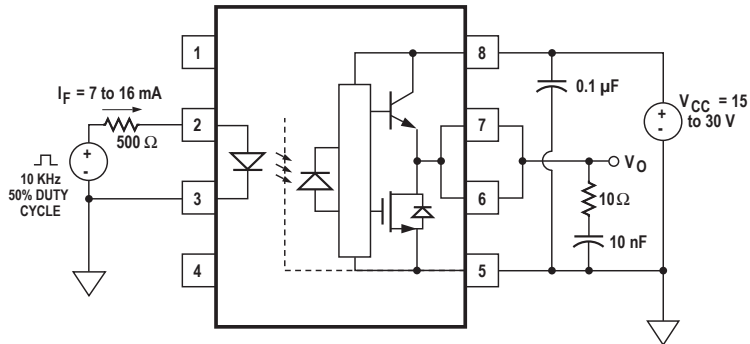 1
8
I_F = 7 to 16 mA
0.1 μF
V_CC = 15
to 30 V
+
-
2
7
500 Ω
+
-
V_O
10 KHz
50% DUTY
CYCLE
3
6
10Ω
10 nF
4
5